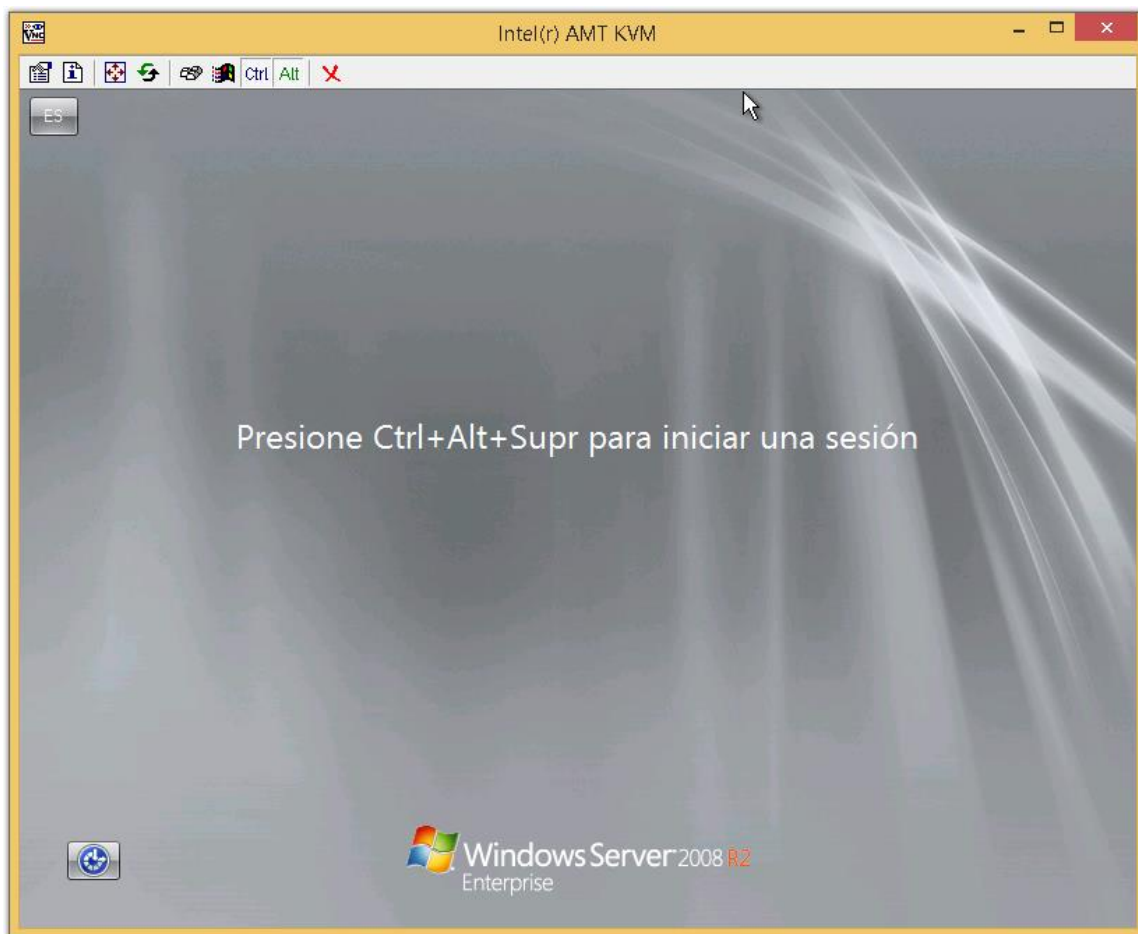 Intel(r) AMT KVM
Ctrl Alt
ES
Presione Ctrl+Alt+Supr para iniciar una sesión
Windows Server 2008 R2
Enterprise